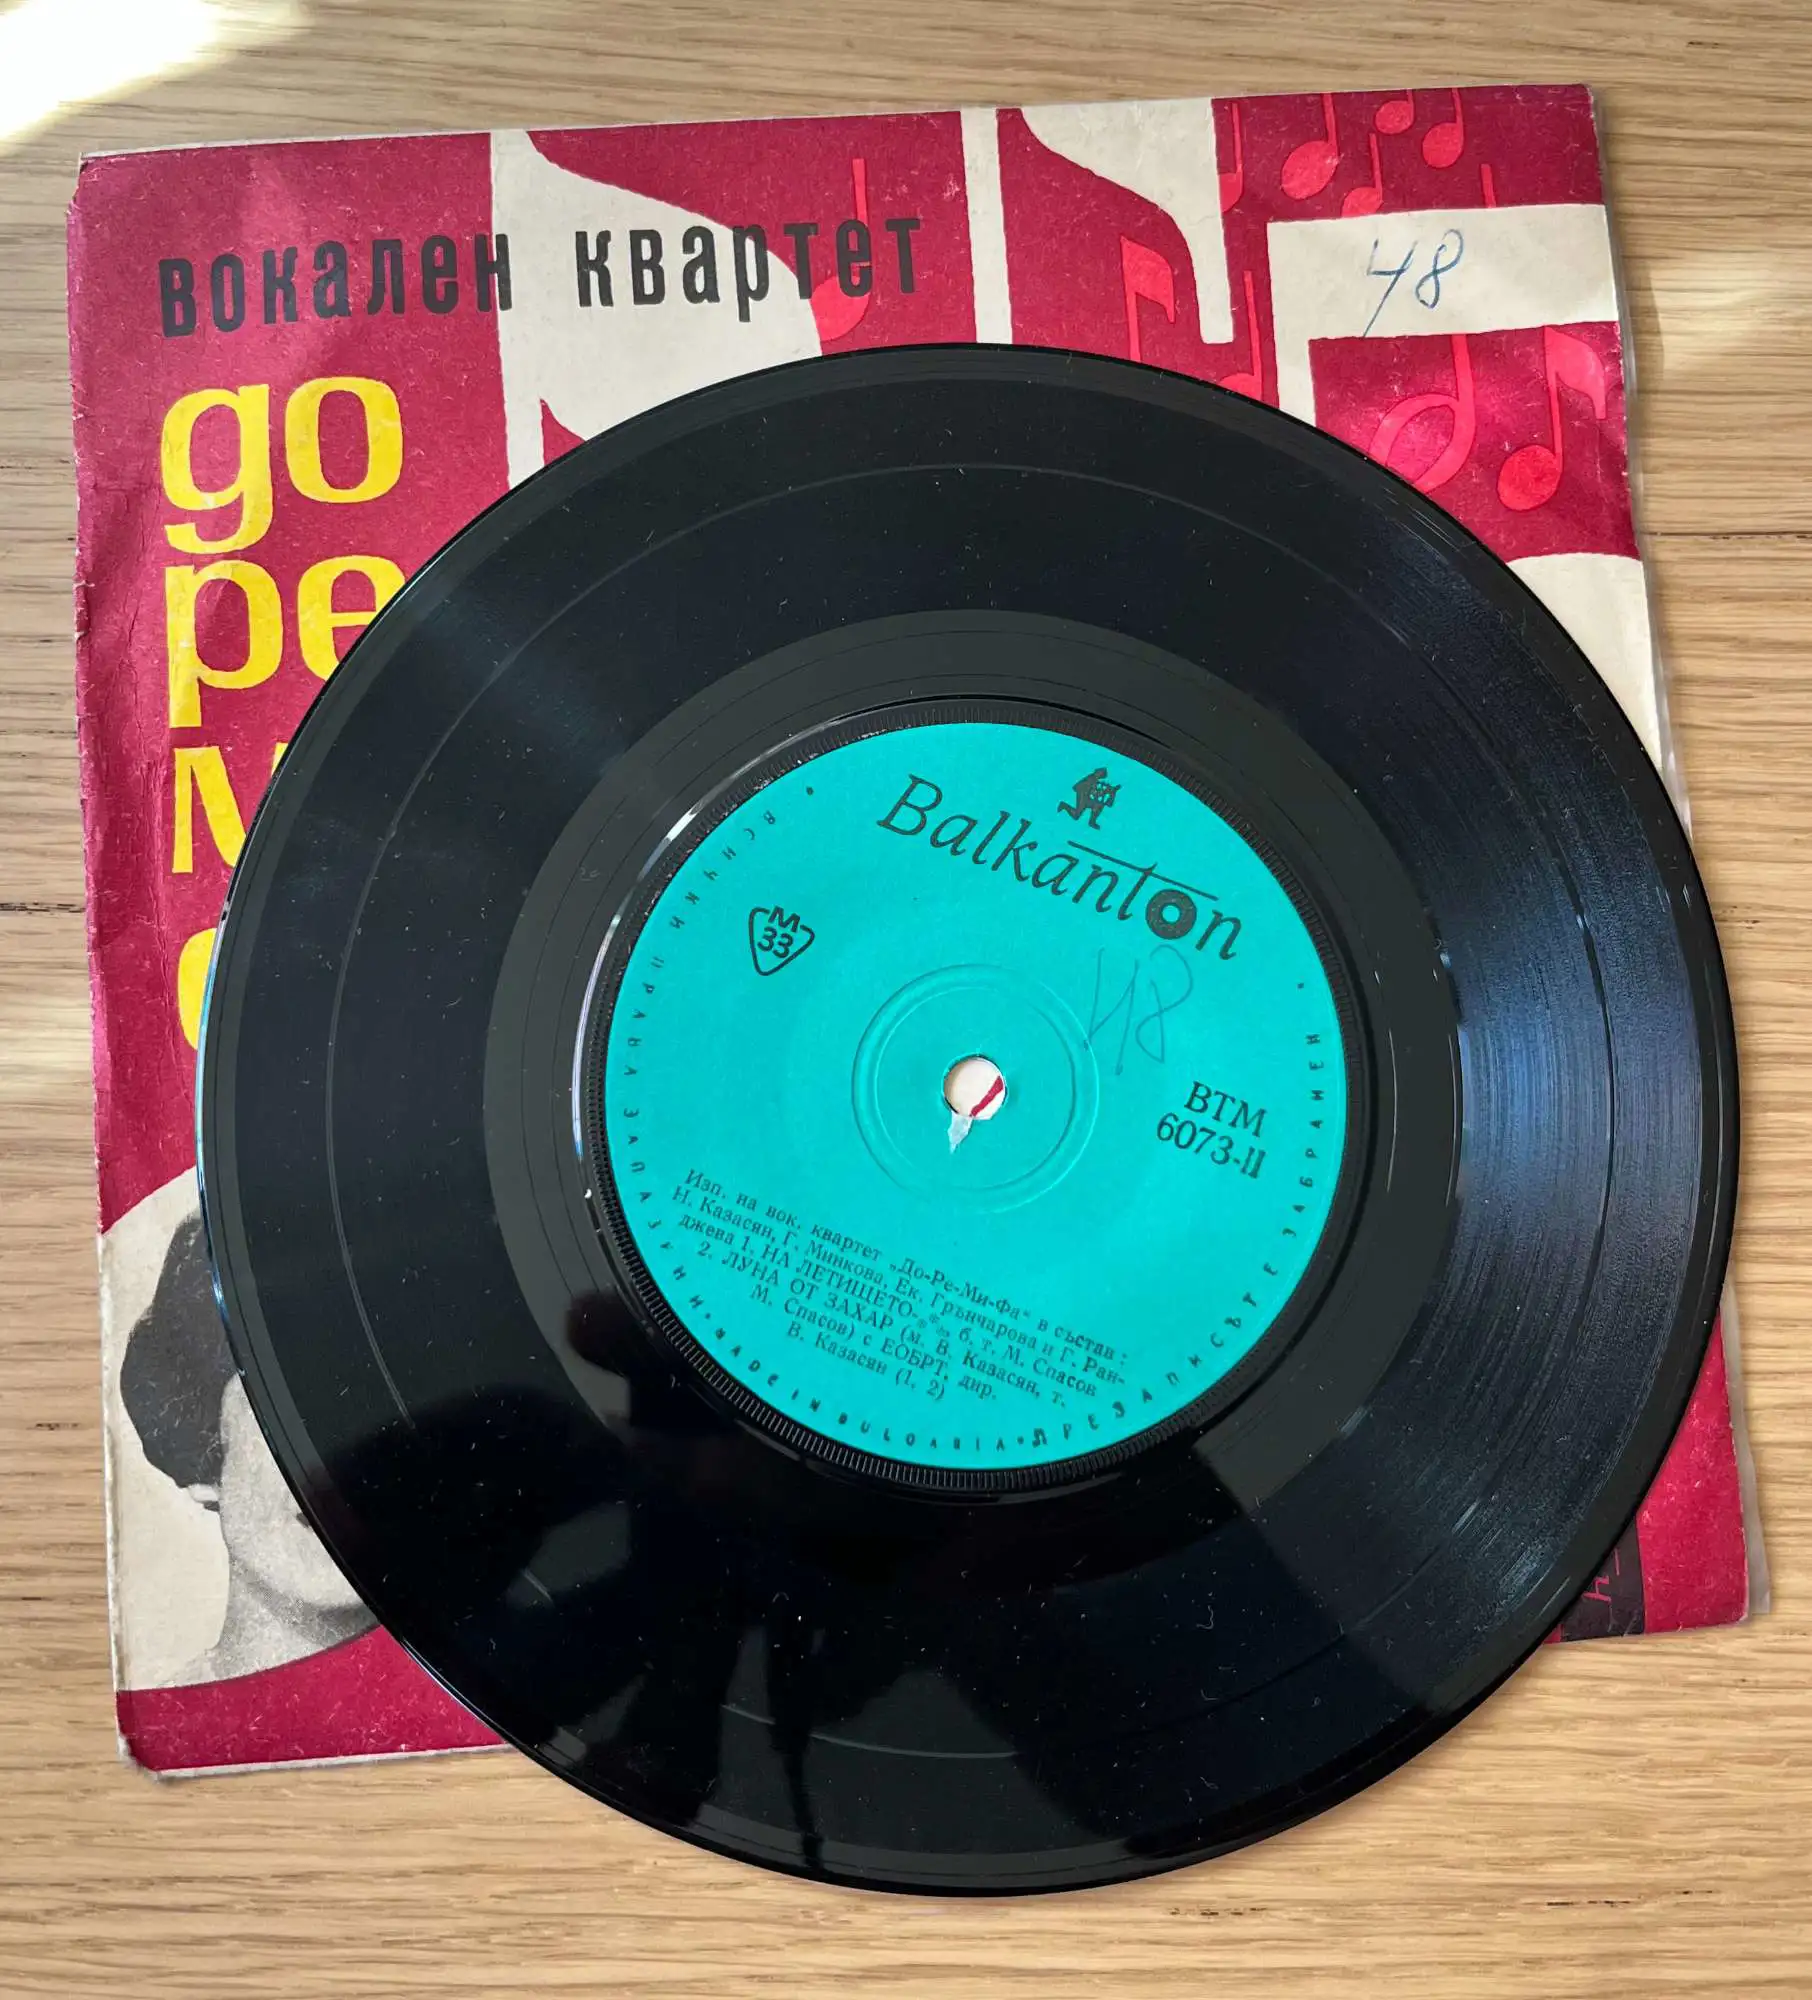 вокален квартет
до
ре
48
Balkanton
М
33
48
ВТМ
6073-II
Изп. на вок. квартет „До-Ре-Ми-Фа“ в състав:
Н. Казасян, Г. Минкова, Ек. Грънчарова и Г. Ран-
джева 1. НА ЛЕТИЩЕТО-** б. т. М. Спасов
2. ЛУНА ОТ ЗАХАР (м. В. Казасян, т.
М. Спасов) с ЕОБРТ, дир.
В. Казасян (1, 2)
• ВСИЧКИ ПРАВА ЗАПАЗЕНИ • MADE IN BULGARIA • ПРЕЗАПИСЪТ Е ЗАБРАНЕН •